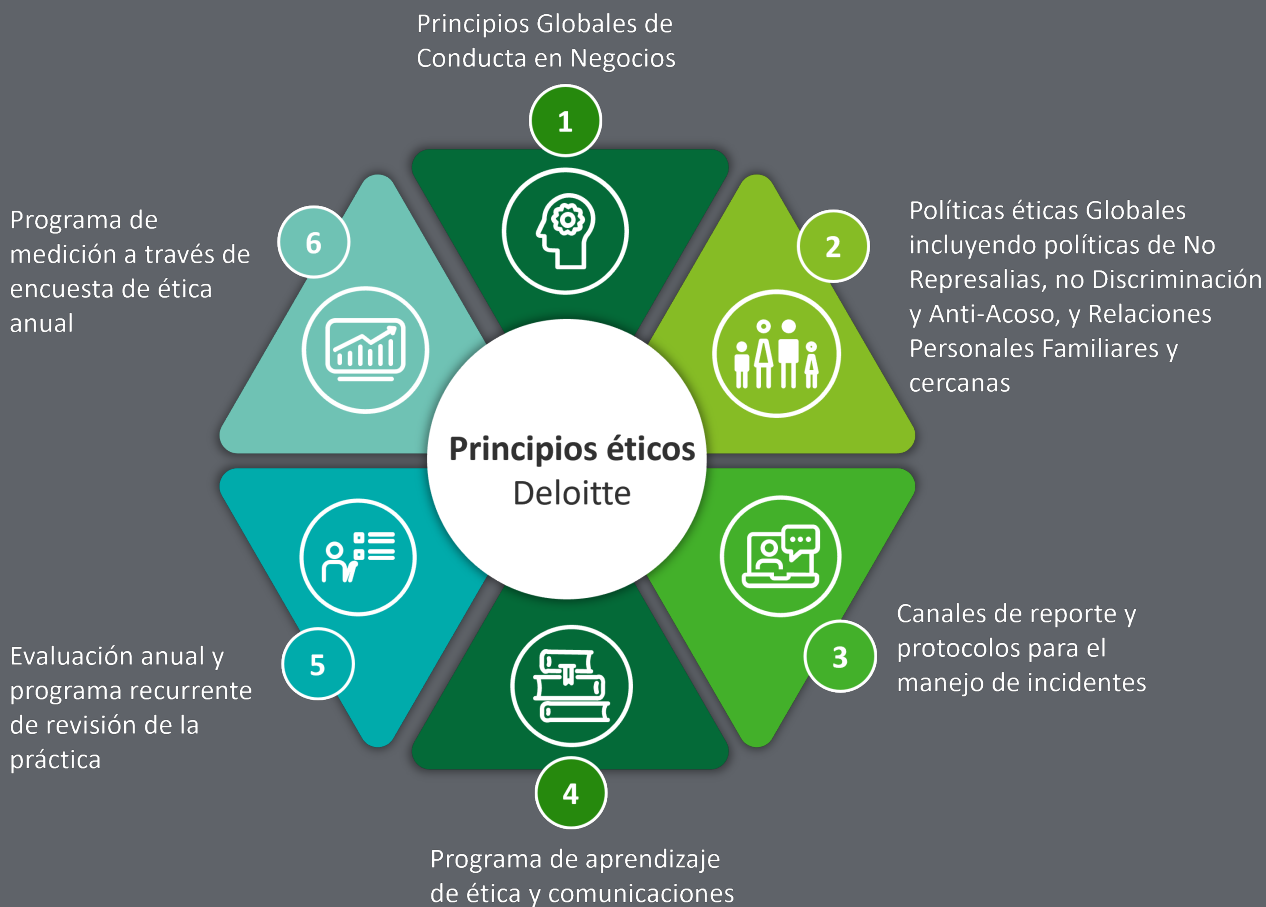 Principios Globales de
Conducta en Negocios
1
Políticas éticas Globales
incluyendo políticas de No
Represalias, no Discriminación
y Anti-Acoso, y Relaciones
Personales Familiares y
cercanas
2
Canales de reporte y
protocolos para el
manejo de incidentes
3
4
Programa de aprendizaje
de ética y comunicaciones
5
Evaluación anual y
programa recurrente
de revisión de la
práctica
6
Programa de
medición a través de
encuesta de ética
anual
Principios éticos
Deloitte